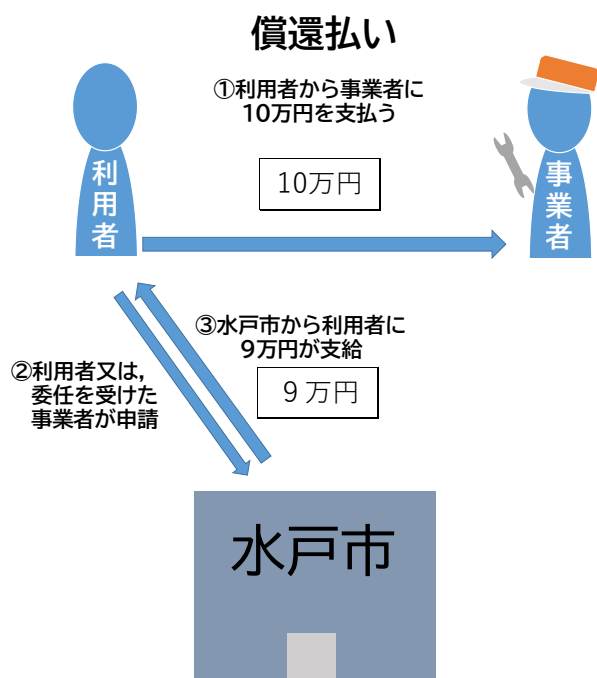 償還払い
①利用者から事業者に
10万円を支払う
10万円
利用者
事業者
③水戸市から利用者に
9万円が支給
9万円
②利用者又は,
委任を受けた
事業者が申請
水戸市